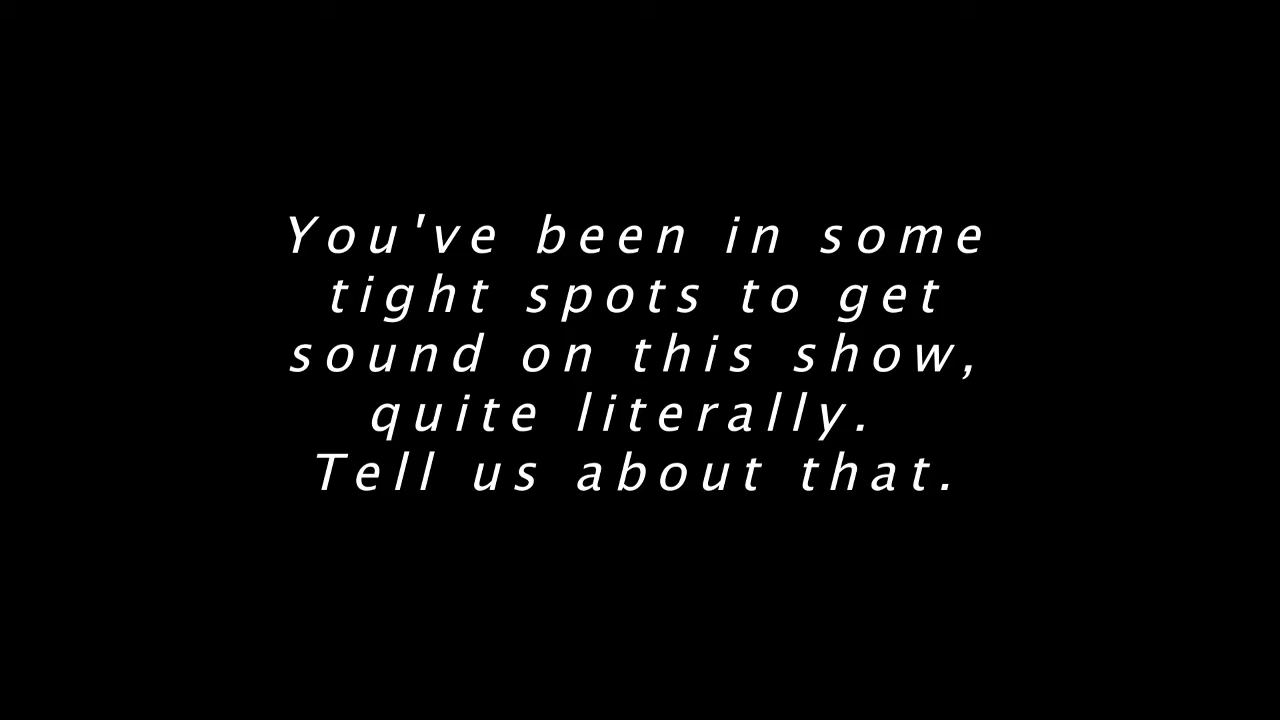 You've been in some
tight spots to get
sound on this show,
quite literally.
Tell us about that.